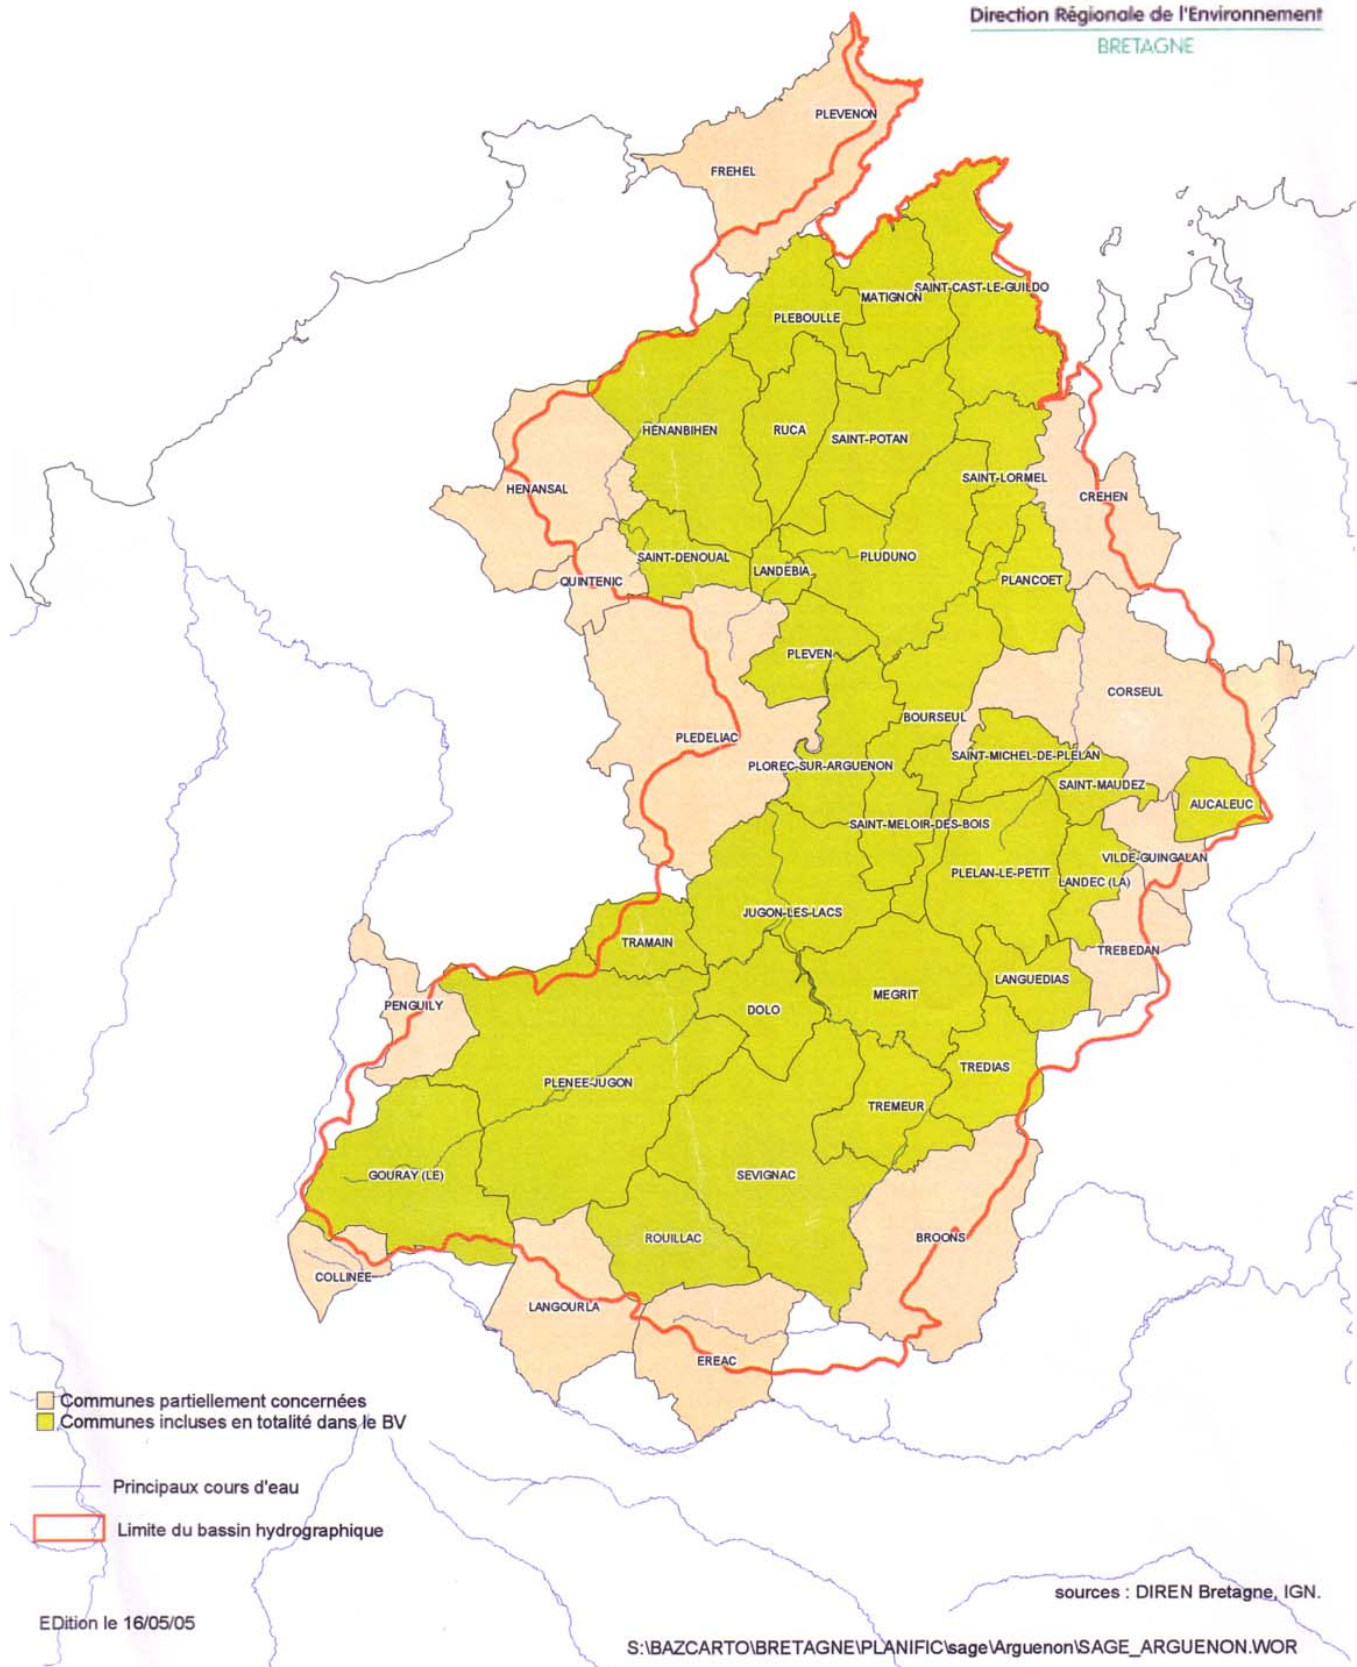 Direction Régionale de l'Environnement
BRETAGNE
PLEVENON
FREHEL
SAINT-CAST-LE-GUILDO
MATIGNON
PLEBOULLE
HENANBIHEN
RUCA
SAINT-POTAN
SAINT-LORMEL
HENANSAL
CREHEN
SAINT-DENOUAL
LANDEBIA
PLUDUNO
QUINTENIC
PLANCOET
PLEVEN
CORSEUL
BOURSEUL
PLEDELIAC
SAINT-MICHEL-DE-PLELAN
PLOREC-SUR-ARGUENON
SAINT-MAUDEZ
AUCALEUC
SAINT-MELOIR-DES-BOIS
VILDE-GUINGALAN
PLELAN-LE-PETIT
LANDEC (LA)
JUGON-LES-LACS
TRAMAIN
TREBEDAN
LANGUEDIAS
MEGRIT
PENGUILY
DOLO
TREDIAS
PLENEE-JUGON
TREMEUR
GOURAY (LE)
SEVIGNAC
ROUILLAC
BROONS
COLLINEE
LANGOURLA
EREAC
Communes partiellement concernées
Communes incluses en totalité dans le BV
Principaux cours d'eau
Limite du bassin hydrographique
sources : DIREN Bretagne, IGN.
EDition le 16/05/05
S:\BAZCARTO\BRETAGNE\PLANIFIC\sage\Arguenon\SAGE_ARGUENON.WOR